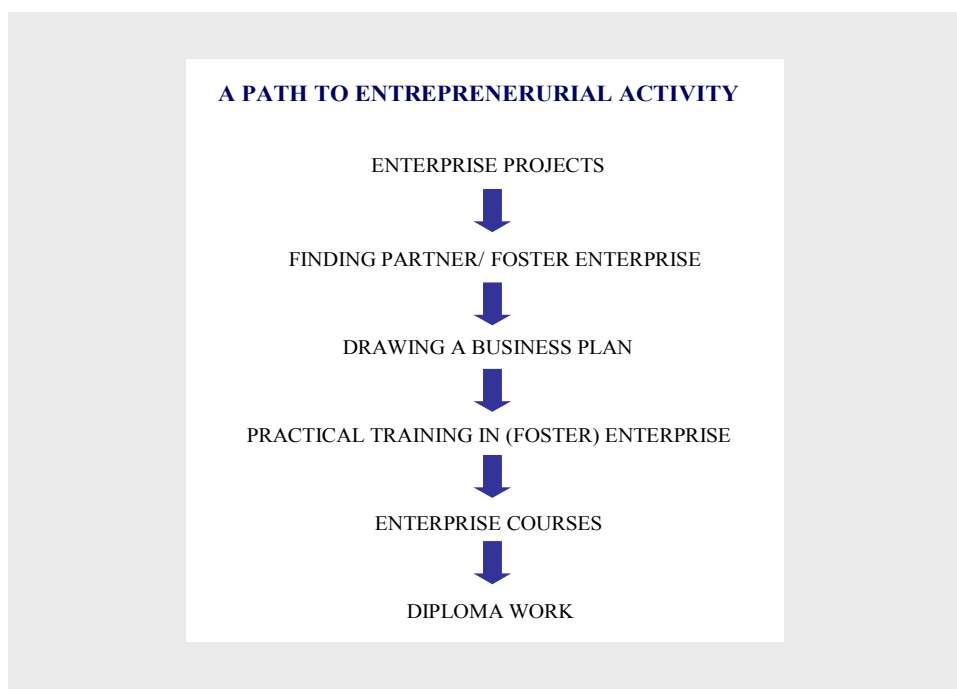 A PATH TO ENTREPRENERURIAL ACTIVITY
ENTERPRISE PROJECTS
FINDING PARTNER/ FOSTER ENTERPRISE
DRAWING A BUSINESS PLAN
PRACTICAL TRAINING IN (FOSTER) ENTERPRISE
ENTERPRISE COURSES
DIPLOMA WORK